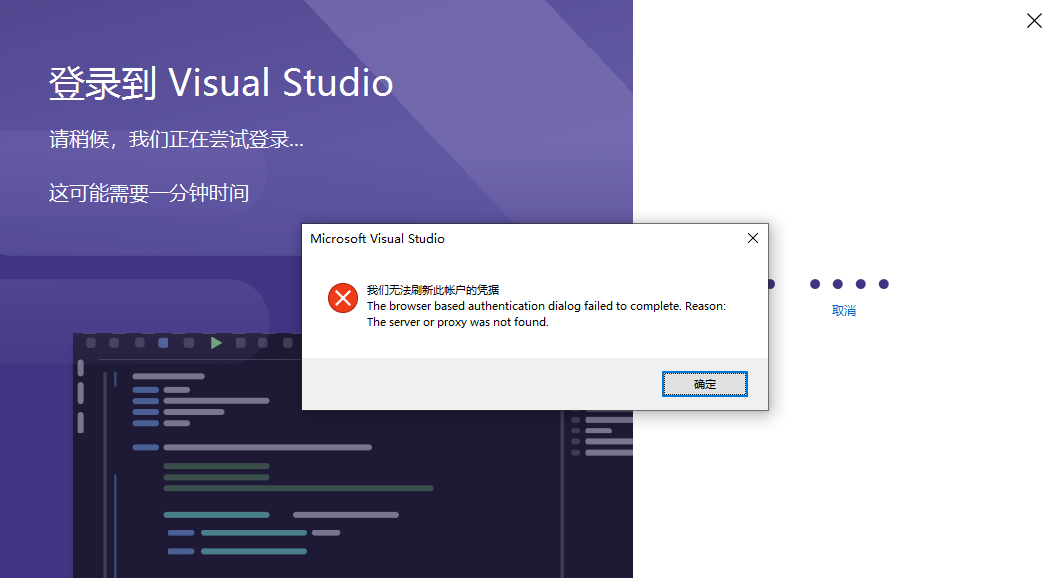 登录到 Visual Studio
请稍候，我们正在尝试登录...
这可能需要一分钟时间
Microsoft Visual Studio
我们无法刷新此帐户的凭据
The browser based authentication dialog failed to complete. Reason:
The server or proxy was not found.
取消
确定